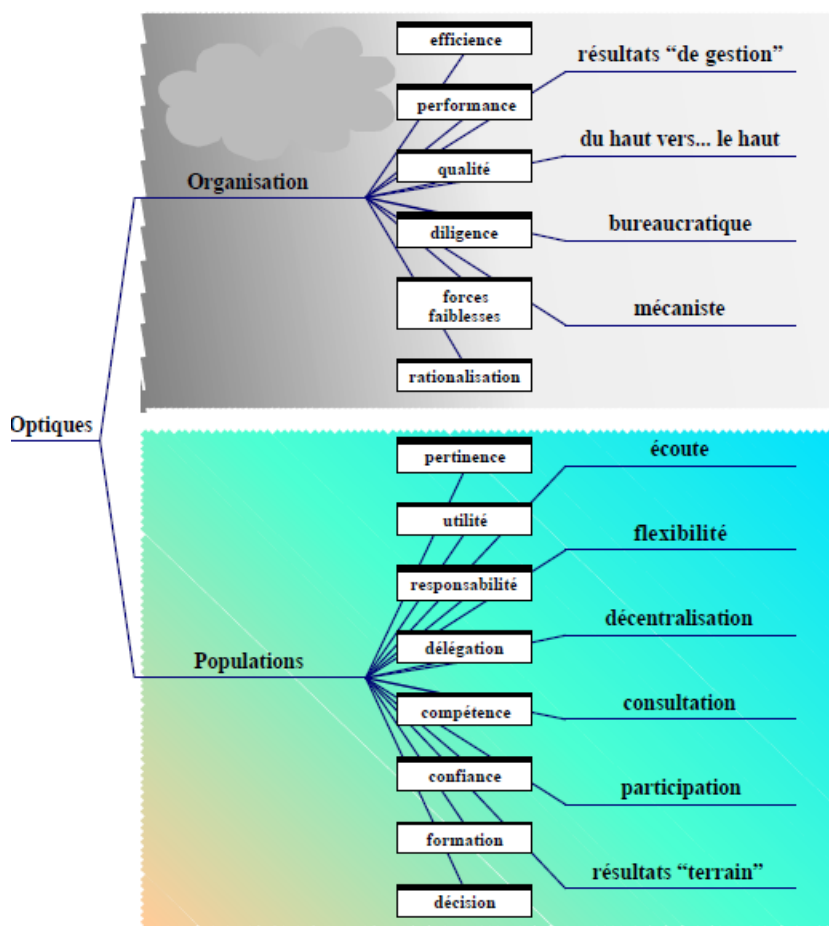 efficience
résultats “de gestion”
performance
du haut vers... le haut
qualité
Organisation
diligence
bureaucratique
forces
faiblesses
mécaniste
rationalisation
Optiques
pertinence
écoute
utilité
flexibilité
responsabilité
décentralisation
délégation
Populations
compétence
consultation
confiance
participation
formation
résultats “terrain”
décision